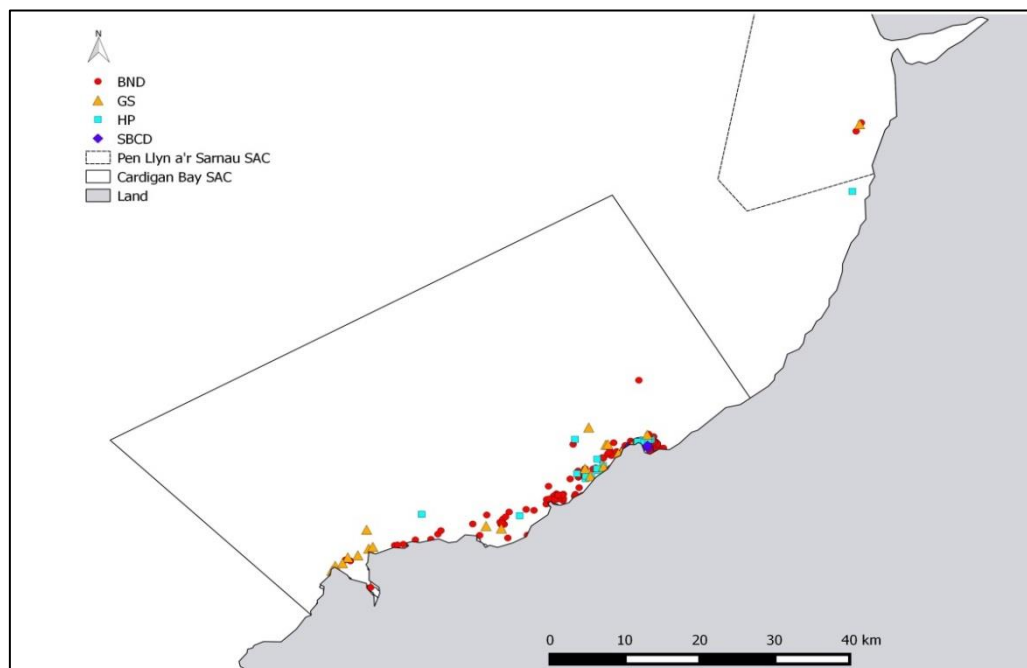 N
BND
GS
HP
SBCD
Pen Llyn a'r Sarnau SAC
Cardigan Bay SAC
Land
0 10 20 30 40 km